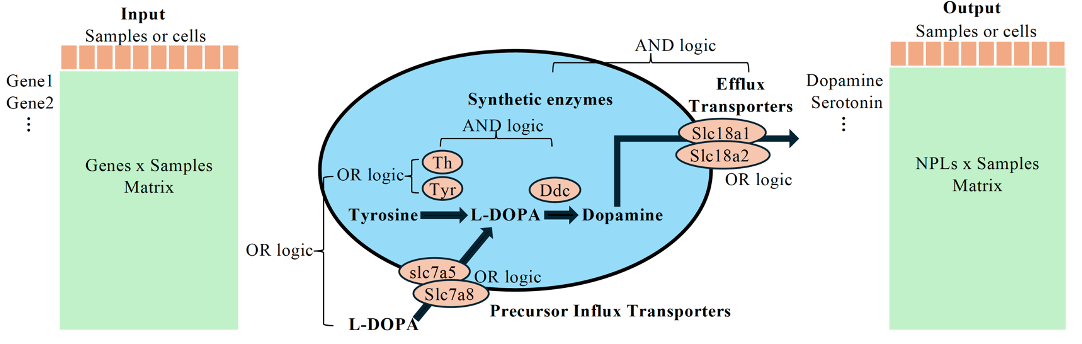 Input
Samples or cells
Gene1
Gene2
⋮
Genes x Samples
Matrix
AND logic
Synthetic enzymes
Efflux
Transporters
AND logic
Slc18a1
Slc18a2
OR logic
OR logic
Th
Tyr
Ddc
Tyrosine
L-DOPA
Dopamine
OR logic
slc7a5
Slc7a8
OR logic
Precursor Influx Transporters
L-DOPA
Output
Samples or cells
Dopamine
Serotonin
⋮
NPLs x Samples
Matrix